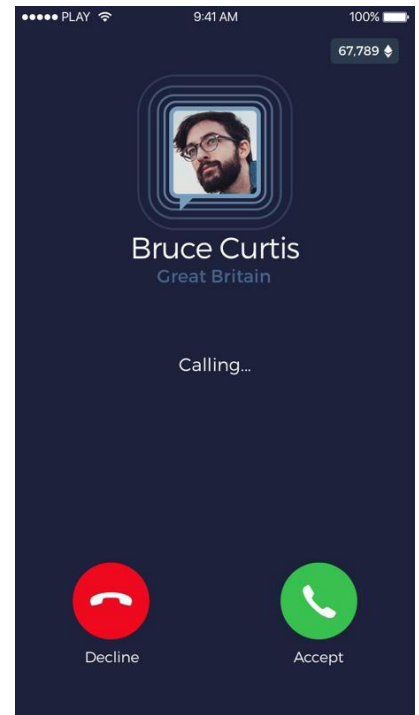 PLAY 9:41 AM 100%
67,789
Bruce Curtis
Great Britain
Calling...
Decline Accept